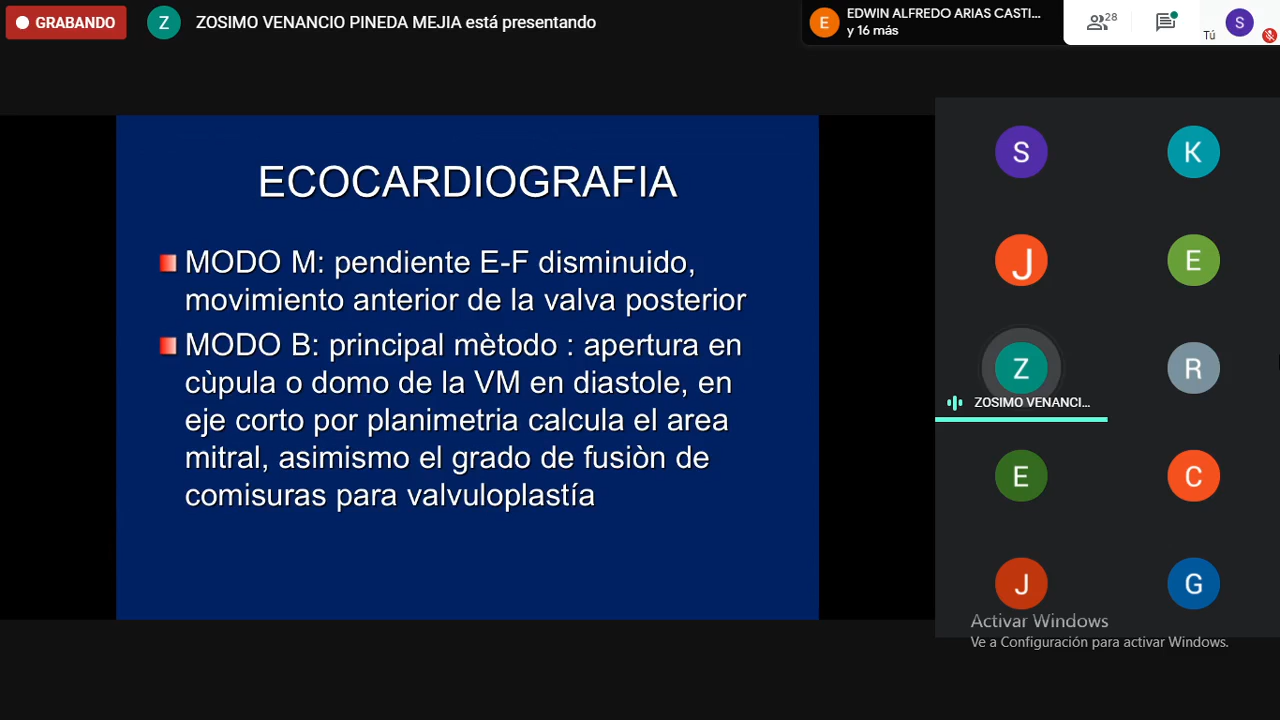 GRABANDO
Z
ZOSIMO VENANCIO PINEDA MEJIA está presentando
E
EDWIN ALFREDO ARIAS CASTI...
y 16 más
28
Tú
S
ECOCARDIOGRAFIA
MODO M: pendiente E-F disminuido,
movimiento anterior de la valva posterior
MODO B: principal mètodo : apertura en
cùpula o domo de la VM en diastole, en
eje corto por planimetria calcula el area
mitral, asimismo el grado de fusiòn de
comisuras para valvuloplastía
S
K
J
E
Z
R
ZOSIMO VENANCI...
E
C
J
G
Activar Windows
Ve a Configuración para activar Windows.